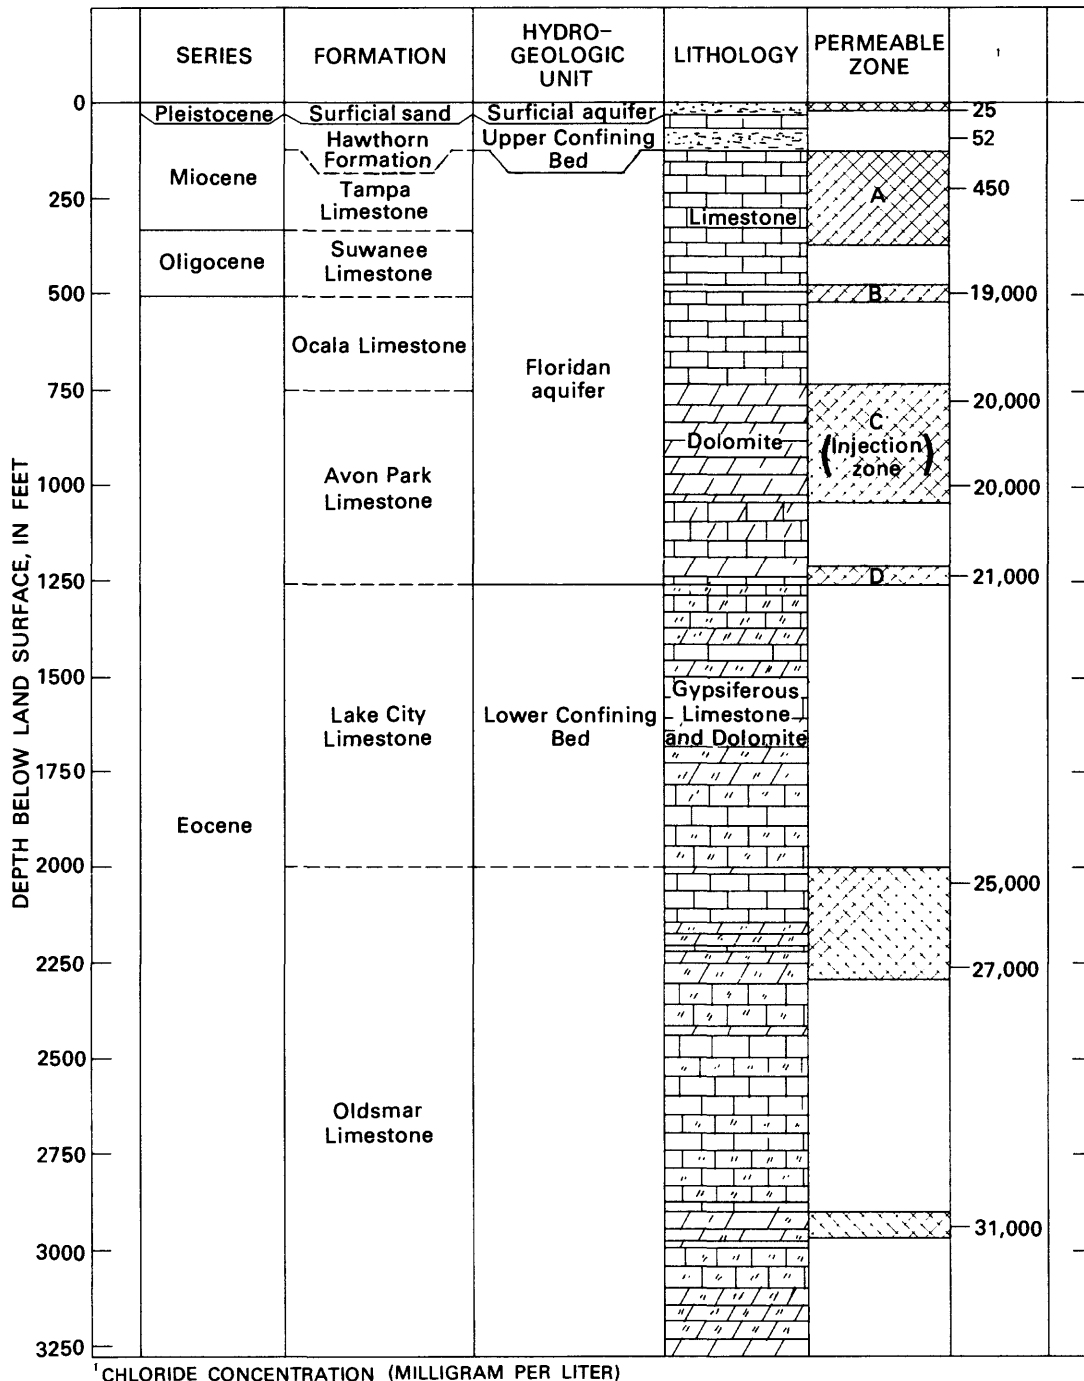 SERIES
FORMATION
HYDRO-
GEOLOGIC
UNIT
LITHOLOGY
PERMEABLE
ZONE
1
DEPTH BELOW LAND SURFACE, IN FEET
0
250
500
750
1000
1250
1500
1750
2000
2250
2500
2750
3000
3250
Pleistocene
Miocene
Oligocene
Eocene
Surficial sand
Hawthorn
Formation
Tampa
Limestone
Suwanee
Limestone
Ocala Limestone
Avon Park
Limestone
Lake City
Limestone
Oldsmar
Limestone
Surficial aquifer
Upper Confining
Bed
Floridan
aquifer
Lower Confining
Bed
Limestone
Dolomite
Gypsiferous
Limestone
and Dolomite
A
B
C
(Injection
zone)
D
25
52
450
19,000
20,000
20,000
21,000
25,000
27,000
31,000
1 CHLORIDE CONCENTRATION (MILLIGRAM PER LITER)